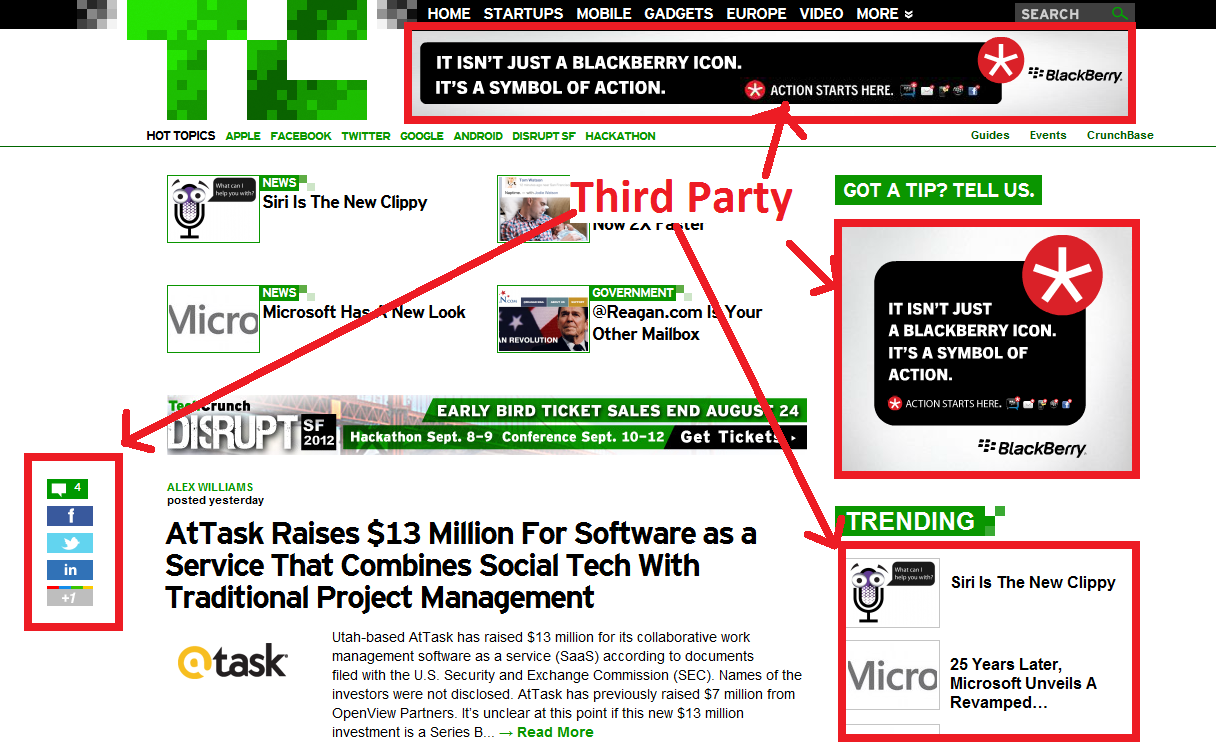 HOME STARTUPS MOBILE GADGETS EUROPE VIDEO MORE
SEARCH
IT ISN'T JUST A BLACKBERRY ICON.
IT'S A SYMBOL OF ACTION.
ACTION STARTS HERE.
BlackBerry.
HOT TOPICS APPLE FACEBOOK TWITTER GOOGLE ANDROID DISRUPT SF HACKATHON
Guides Events CrunchBase
What can I
help you with?
NEWS
Siri Is The New Clippy
Tom Watson
Now 2X Faster
Third Party
GOT A TIP? TELL US.
Micro
NEWS
Microsoft Has A New Look
AN REVOLUTION
GOVERNMENT
@Reagan.com Is Your
Other Mailbox
IT ISN'T JUST
A BLACKBERRY ICON.
IT'S A SYMBOL OF
ACTION.
ACTION STARTS HERE.
BlackBerry.
TechCrunch
DISRUPT SF
2012
EARLY BIRD TICKET SALES END AUGUST 24
Hackathon Sept. 8-9 Conference Sept. 10-12 Get Tickets
4
f
in
+1
ALEX WILLIAMS
posted yesterday
AtTask Raises $13 Million For Software as a
Service That Combines Social Tech With
Traditional Project Management
@task
Utah-based AtTask has raised $13 million for its collaborative work
management software as a service (SaaS) according to documents
filed with the U.S. Security and Exchange Commission (SEC). Names of the
investors were not disclosed. AtTask has previously raised $7 million from
OpenView Partners. It's unclear at this point if this new $13 million
investment is a Series B... → Read More
TRENDING
What can I
help you with?
Siri Is The New Clippy
Micro
25 Years Later,
Microsoft Unveils A
Revamped…